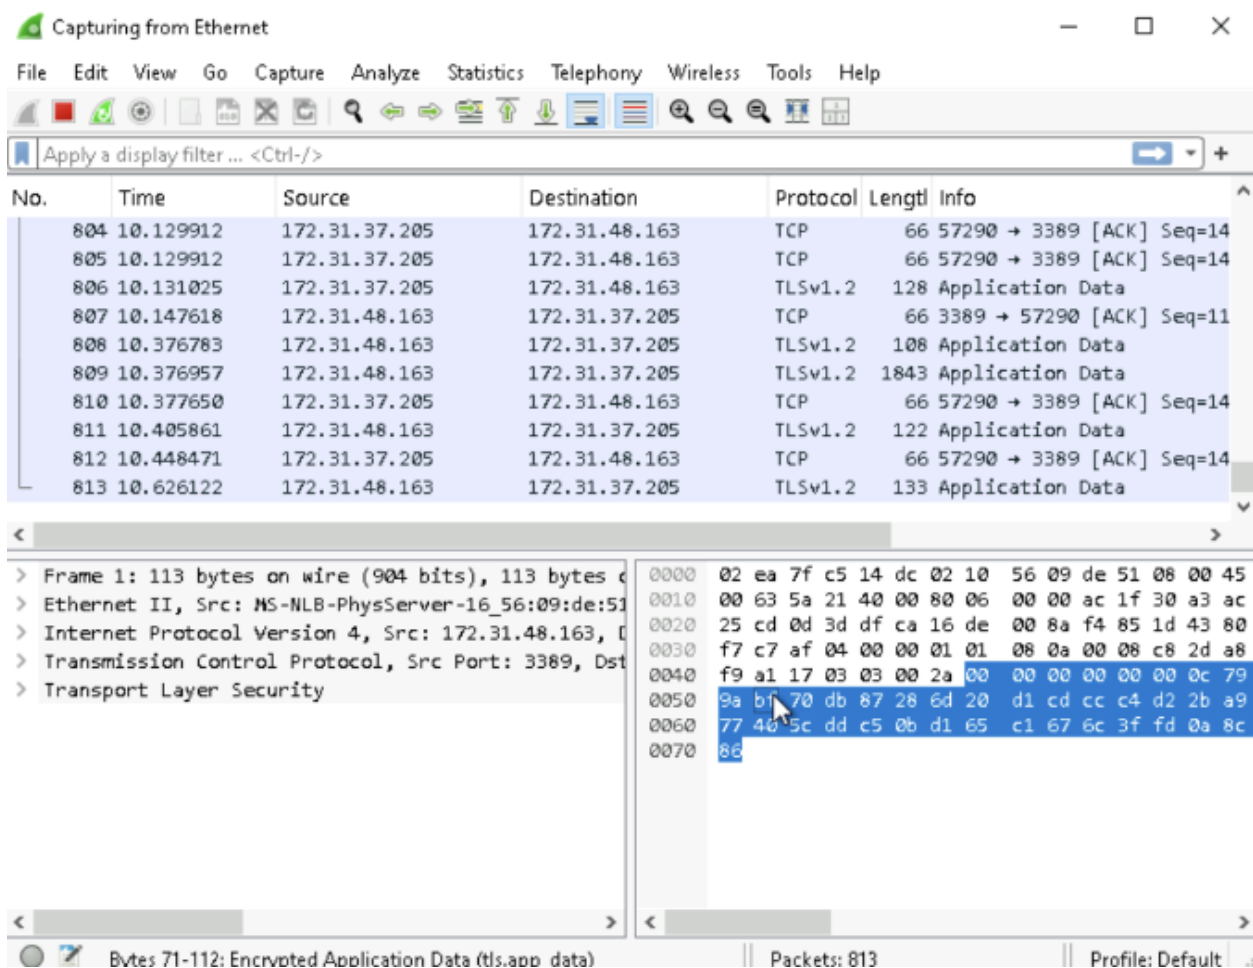 Capturing from Ethernet
File Edit View Go Capture Analyze Statistics Telephony Wireless Tools Help
Apply a display filter ... <Ctrl-/>
No. Time Source Destination Protocol Lengtl Info
804 10.129912 172.31.37.205 172.31.48.163 TCP 66 57290 → 3389 [ACK] Seq=14
805 10.129912 172.31.37.205 172.31.48.163 TCP 66 57290 → 3389 [ACK] Seq=14
806 10.131025 172.31.37.205 172.31.48.163 TLSv1.2 128 Application Data
807 10.147618 172.31.48.163 172.31.37.205 TCP 66 3389 → 57290 [ACK] Seq=11
808 10.376783 172.31.48.163 172.31.37.205 TLSv1.2 108 Application Data
809 10.376957 172.31.48.163 172.31.37.205 TLSv1.2 1843 Application Data
810 10.377650 172.31.37.205 172.31.48.163 TCP 66 57290 → 3389 [ACK] Seq=14
811 10.405861 172.31.48.163 172.31.37.205 TLSv1.2 122 Application Data
812 10.448471 172.31.37.205 172.31.48.163 TCP 66 57290 → 3389 [ACK] Seq=14
813 10.626122 172.31.48.163 172.31.37.205 TLSv1.2 133 Application Data
> Frame 1: 113 bytes on wire (904 bits), 113 bytes c
> Ethernet II, Src: MS-NLB-PhysServer-16_56:09:de:51
> Internet Protocol Version 4, Src: 172.31.48.163, D
> Transmission Control Protocol, Src Port: 3389, Dst
> Transport Layer Security
0000 02 ea 7f c5 14 dc 02 10 56 09 de 51 08 00 45
0010 00 63 5a 21 40 00 80 06 00 00 ac 1f 30 a3 ac
0020 25 cd 0d 3d df ca 16 de 00 8a f4 85 1d 43 80
0030 f7 c7 af 04 00 00 01 01 08 0a 00 08 c8 2d a8
0040 f9 a1 17 03 03 00 2a 00 00 00 00 00 00 0c 79
0050 9a bf 70 db 87 28 6d 20 d1 cd cc c4 d2 2b a9
0060 77 40 5c dd c5 0b d1 65 c1 67 6c 3f fd 0a 8c
0070 86
Bytes 71-112: Encrypted Application Data (tls.app_data)
Packets: 813
Profile: Default